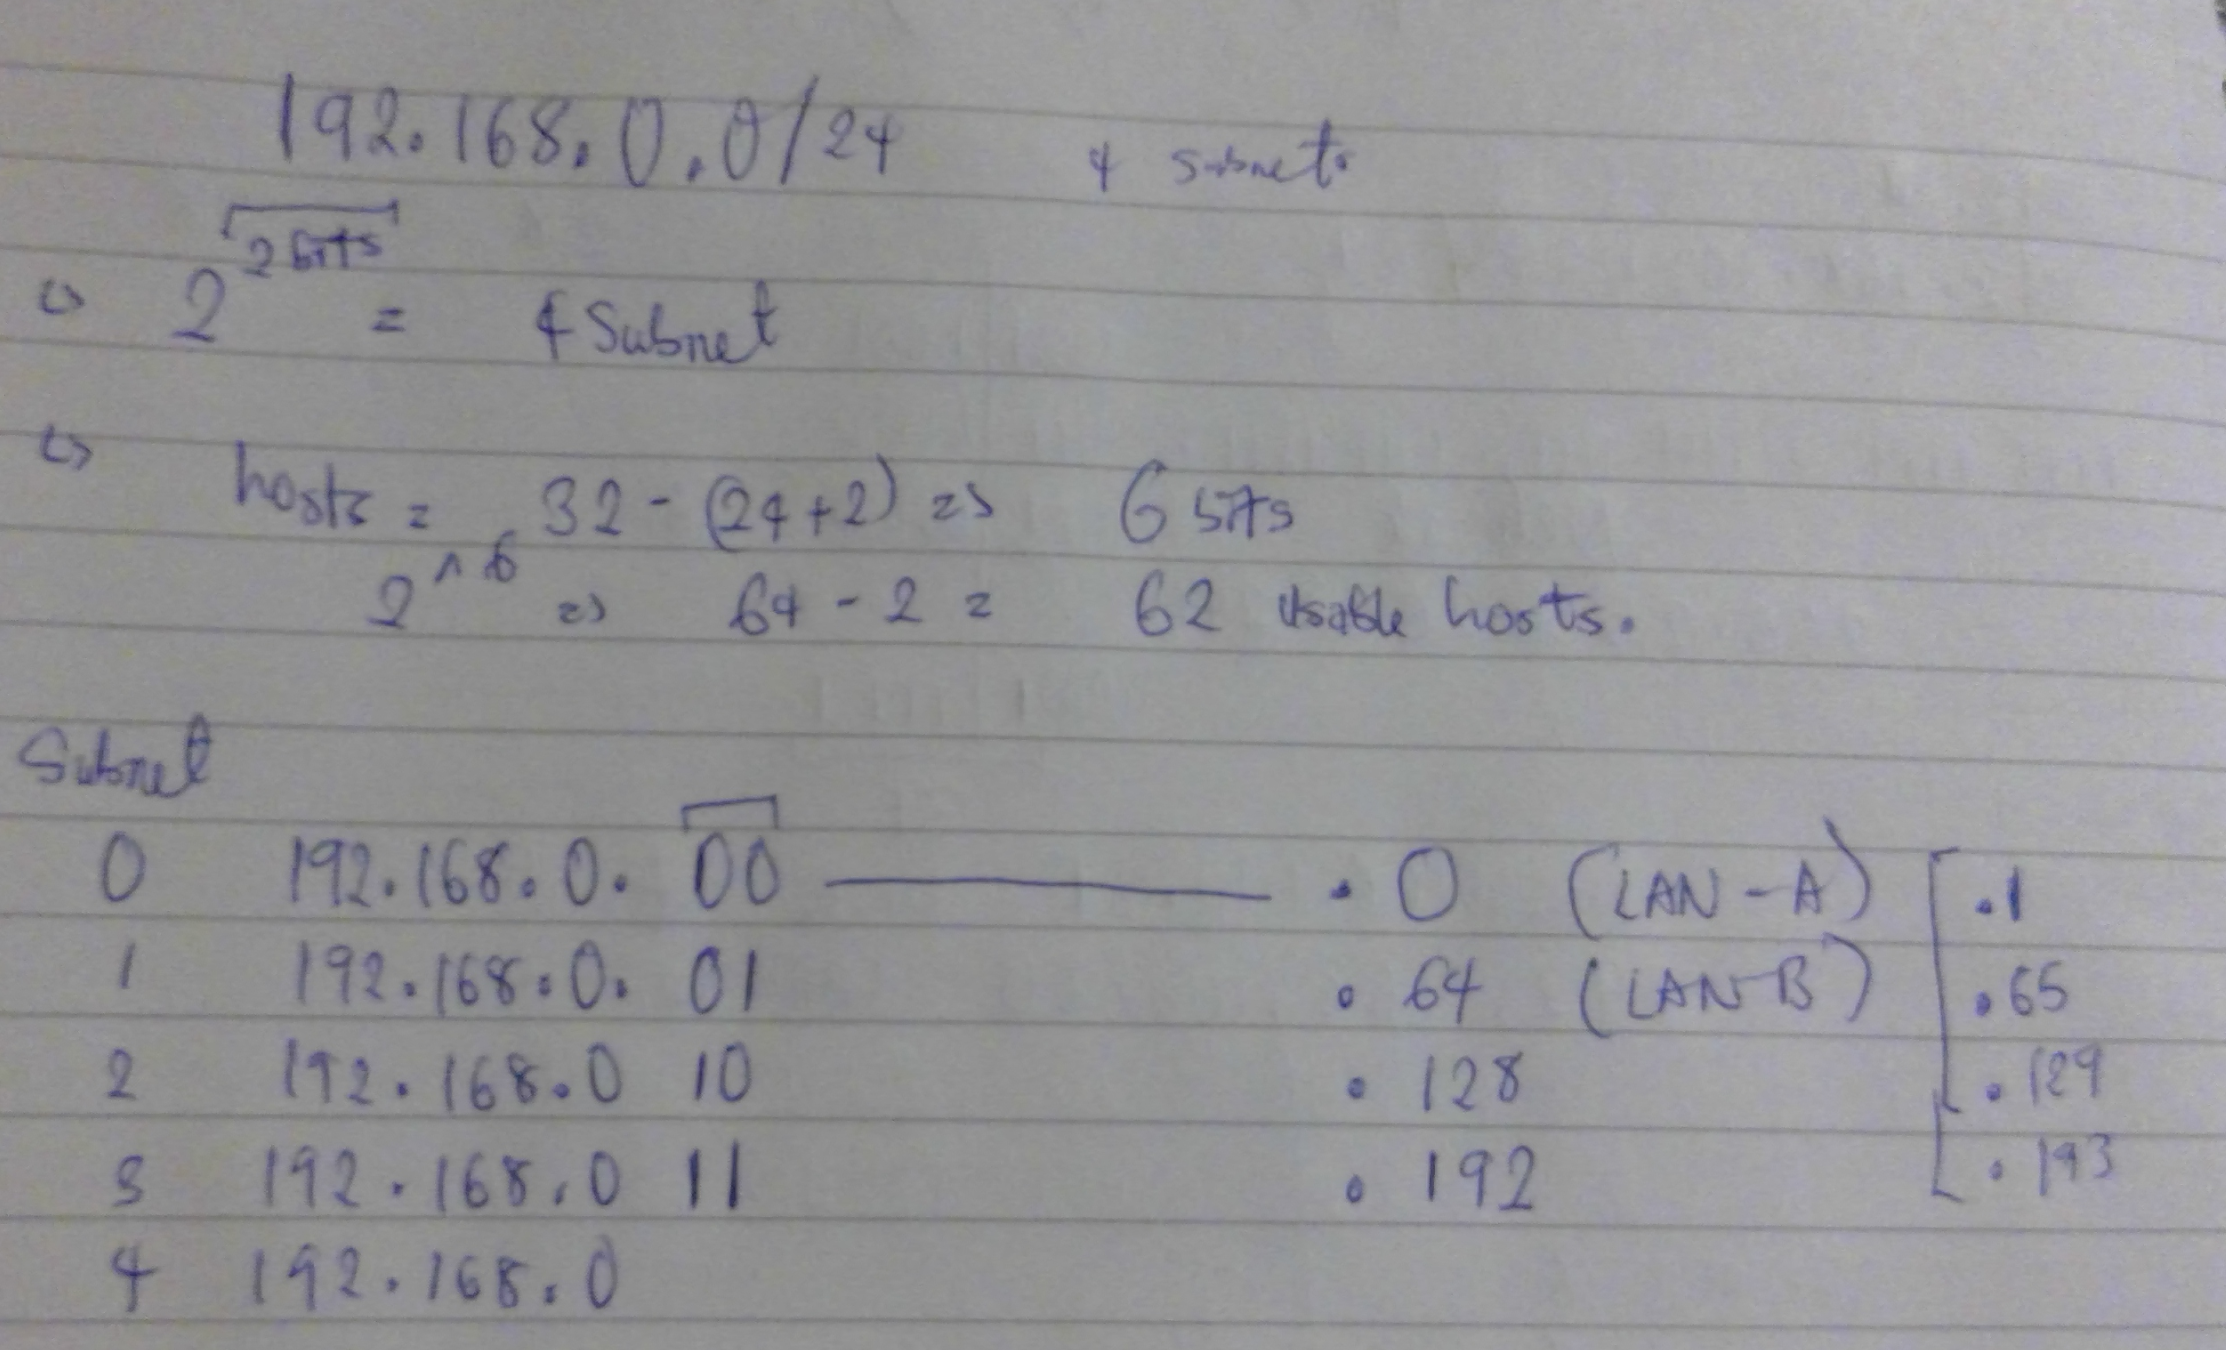 192.168.0.0/24 4 subnets
2 bits
↳ 2 = 4 Subnet
↳ hosts = 32 - (24+2) => 6 bits
2^6 => 64 - 2 = 62 usable hosts.
Subnet
0 192.168.0. 00 — .0 (LAN-A) [.1
1 192.168.0. 01 .64 (LAN-B) .65
2 192.168.0 10 .128 .129
3 192.168.0 11 .192 .193
4 192.168.0